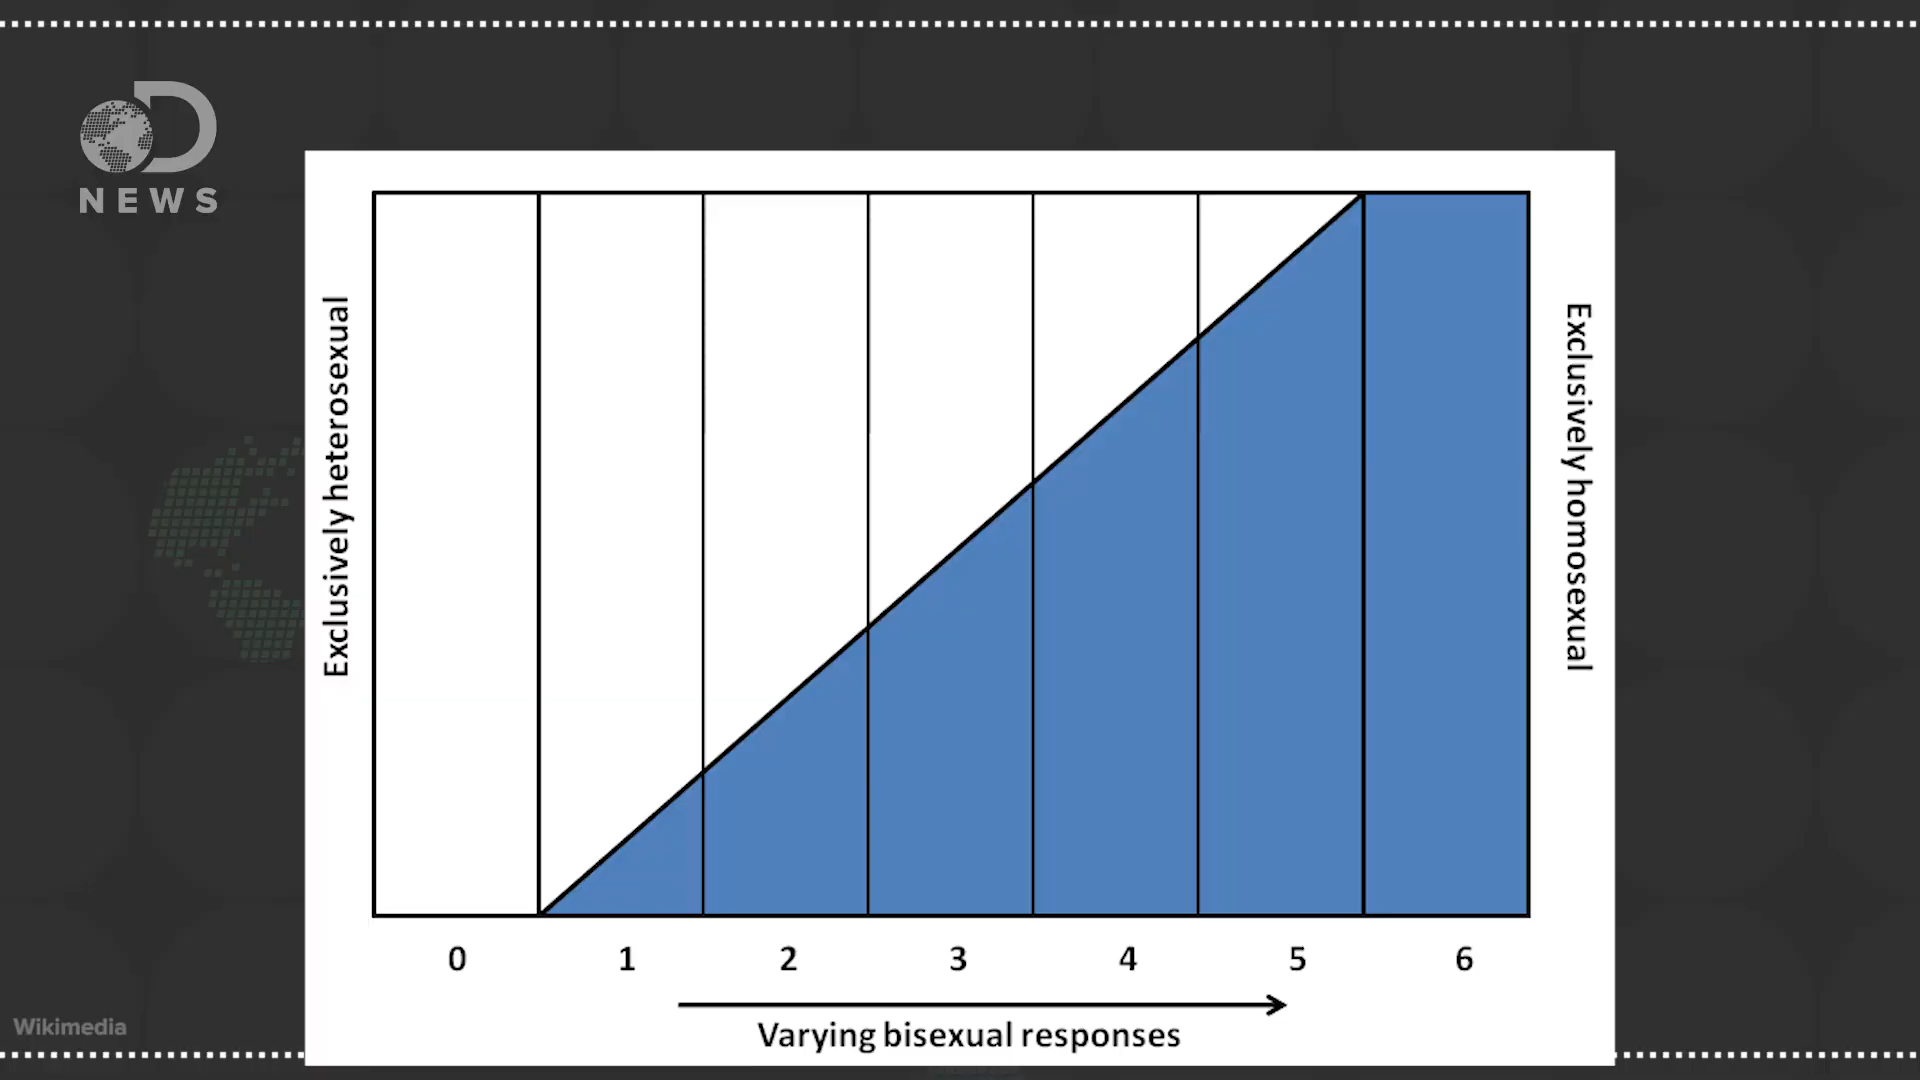 NEWS
Exclusively heterosexual
Exclusively homosexual
0 1 2 3 4 5 6
Varying bisexual responses
Wikimedia